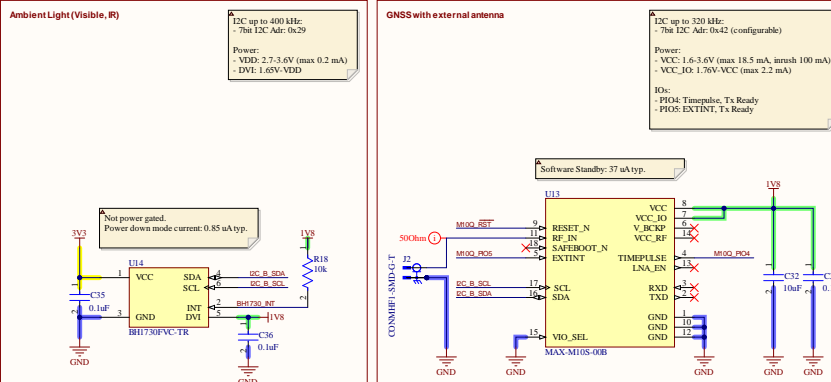 Ambient Light (Visible, IR)
I2C up to 400 kHz:
- 7bit I2C Adr: 0x29
Power:
- VDD: 2.7-3.6V (max 0.2 mA)
- DVI: 1.65V-VDD
Not power gated.
Power down mode current: 0.85 uA typ.
3V3
U14
1 VCC
SDA 4
I2C_B_SDA
SCL 6
I2C_B_SCL
INT 2
BH1730_INT
3 GND
DVI 5
1V8
BH1730FVC-TR
1V8
R18
10k
1
2
C35
0.1uF
1
2
GND
C36
0.1uF
1
2
GND
GNSS with external antenna
I2C up to 320 kHz:
- 7bit I2C Adr: 0x42 (configurable)
Power:
- VCC: 1.6-3.6V (max 18.5 mA, inrush 100 mA)
- VCC_IO: 1.76V-VCC (max 2.2 mA)
IOs:
- PIO4: Timepulse, Tx Ready
- PIO5: EXTINT, Tx Ready
Software Standby: 37 uA typ.
U13
M10Q_RST
9 RESET_N
50Ohm
11 RF_IN
18 SAFEBOOT_N
M10Q_PIO5
5 EXTINT
J2
CONMHF1-SMD-G-T
I2C_B_SCL
17 SCL
I2C_B_SDA
16 SDA
15 VIO_SEL
VCC 8
VCC_IO 7
V_BCKP 6
VCC_RF 14
TIMEPULSE 4
M10Q_PIO4
LNA_EN 13
RXD 3
TXD 2
GND 1
GND 10
GND 12
MAX-M10S-00B
1V8
C32
10uF
1
2
GND
GND
GND
GND
GND